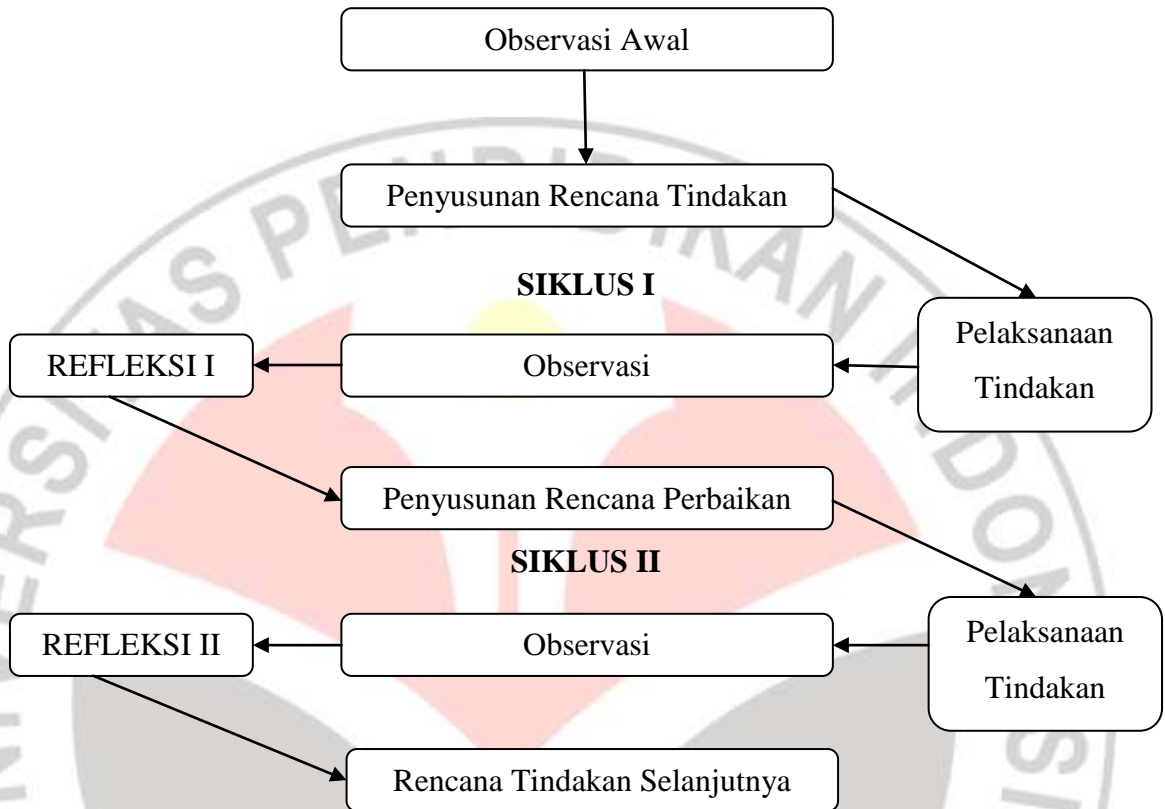 Observasi Awal
Penyusunan Rencana Tindakan
SIKLUS I
Pelaksanaan
Tindakan
Observasi
REFLEKSI I
Penyusunan Rencana Perbaikan
SIKLUS II
Pelaksanaan
Tindakan
Observasi
REFLEKSI II
Rencana Tindakan Selanjutnya